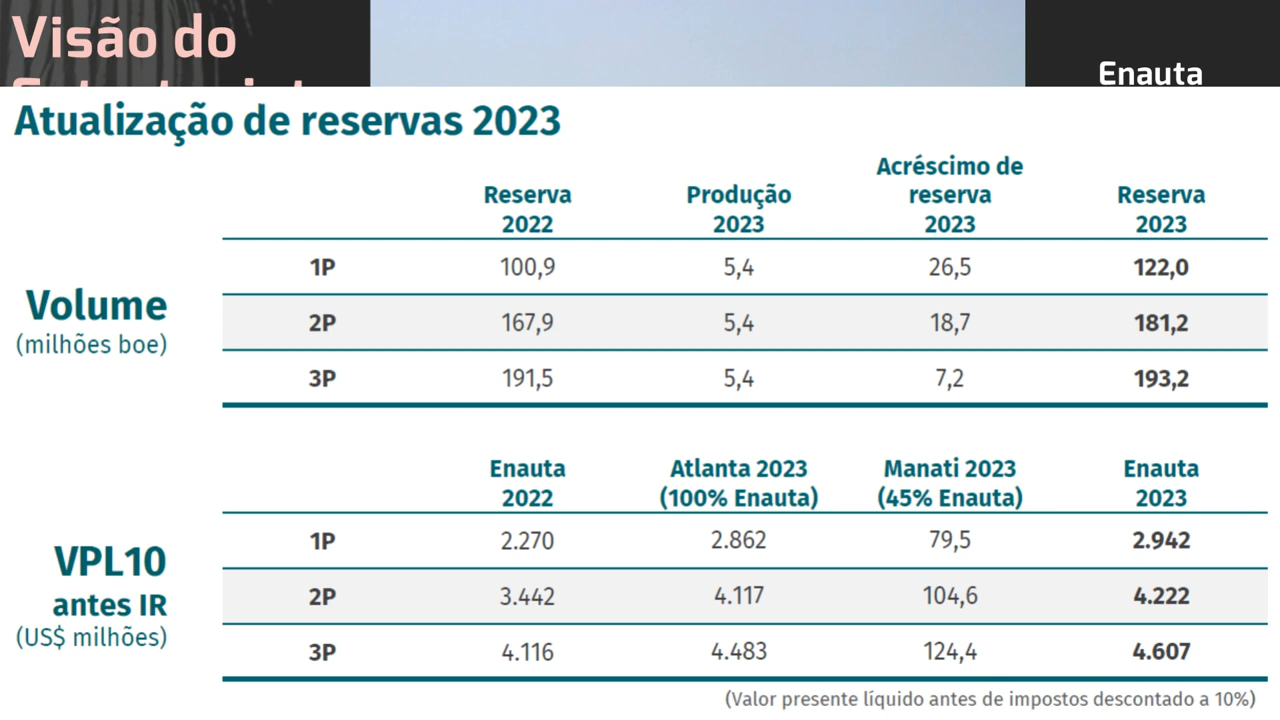 Visão do
Enauta
Atualização de reservas 2023
Reserva 2022 Produção 2023 Acréscimo de reserva 2023 Reserva 2023
Volume
(milhões boe)
1P 100,9 5,4 26,5 122,0
2P 167,9 5,4 18,7 181,2
3P 191,5 5,4 7,2 193,2
Enauta 2022 Atlanta 2023 (100% Enauta) Manati 2023 (45% Enauta) Enauta 2023
VPL10
antes IR
(US$ milhões)
1P 2.270 2.862 79,5 2.942
2P 3.442 4.117 104,6 4.222
3P 4.116 4.483 124,4 4.607
(Valor presente líquido antes de impostos descontado a 10%)